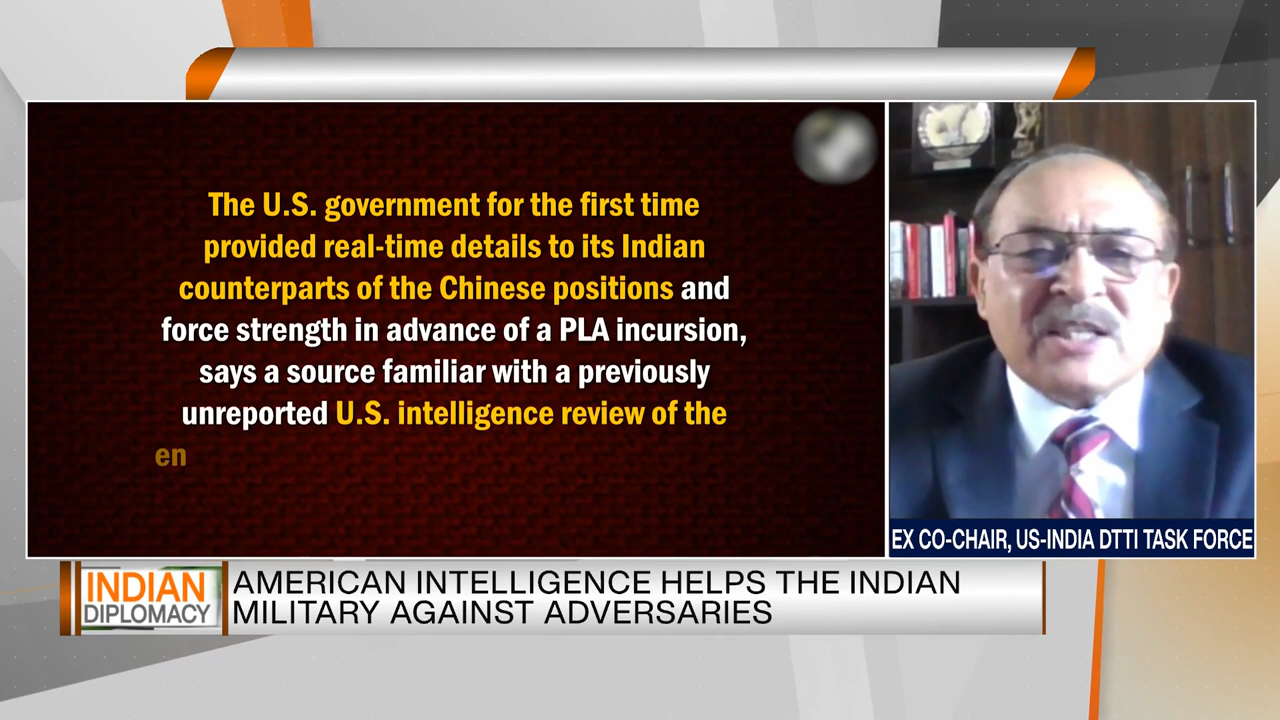 The U.S. government for the first time
provided real-time details to its Indian
counterparts of the Chinese positions and
force strength in advance of a PLA incursion,
says a source familiar with a previously
unreported U.S. intelligence review of the
en
EX CO-CHAIR, US-INDIA DTTI TASK FORCE
INDIAN
DIPLOMACY
AMERICAN INTELLIGENCE HELPS THE INDIAN
MILITARY AGAINST ADVERSARIES